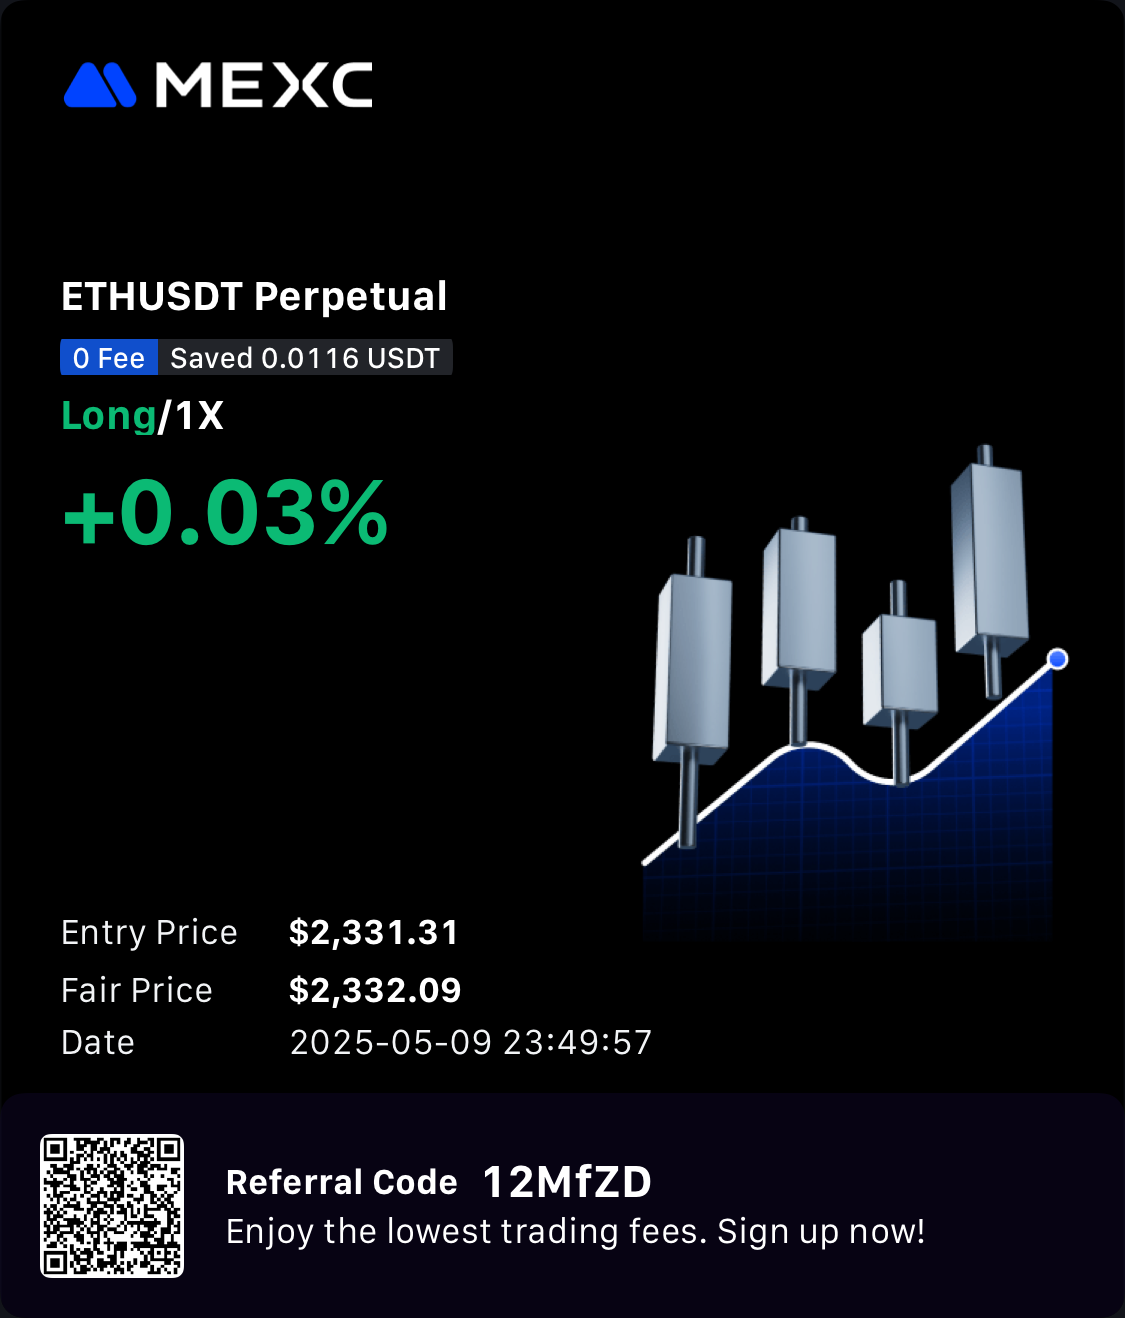 MEXC
ETHUSDT Perpetual
0 Fee Saved 0.0116 USDT
Long/1X
+0.03%
Entry Price $2,331.31
Fair Price $2,332.09
Date 2025-05-09 23:49:57
Referral Code 12MfZD
Enjoy the lowest trading fees. Sign up now!